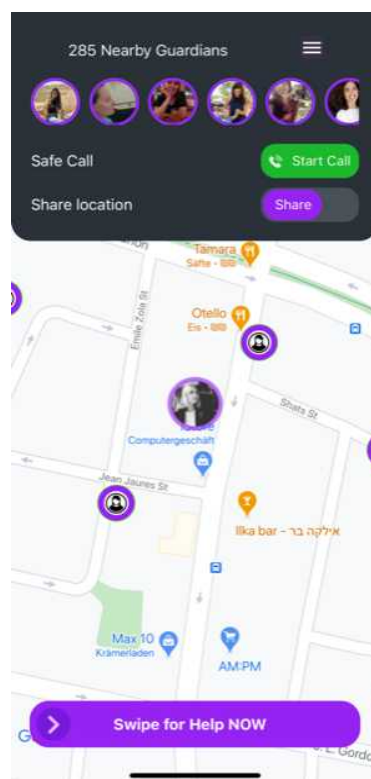 285 Nearby Guardians
Safe Call
Start Call
Share location
Share
Tamara
Säfte - ₪₪
Emile Zola St
Otello
Eis - ₪₪
Shats St
Computergeschäft
Jean Jaures St
Ilka bar - אילקה בר
Max 10
Krämerladen
AM:PM
Swipe for Help NOW